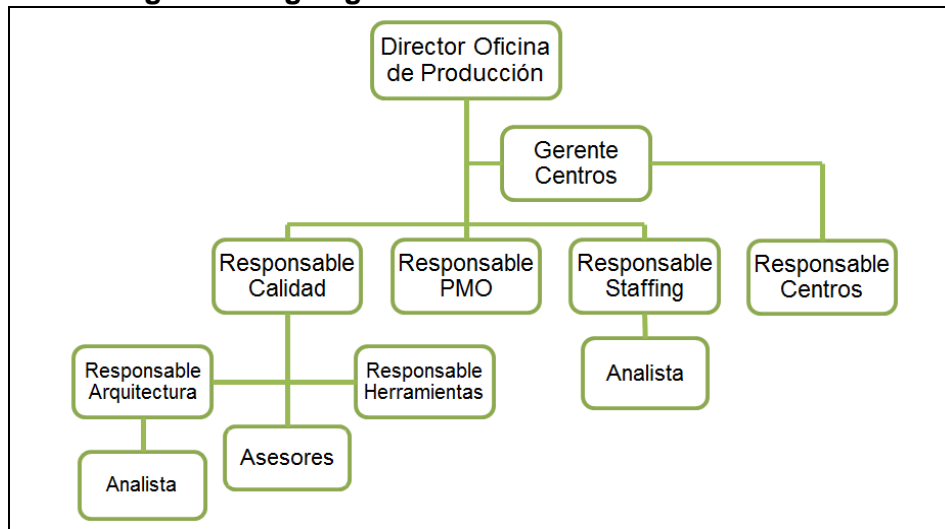 Director Oficina
de Producción
Gerente
Centros
Responsable
Calidad
Responsable
PMO
Responsable
Staffing
Responsable
Centros
Responsable
Arquitectura
Responsable
Herramientas
Analista
Asesores
Analista